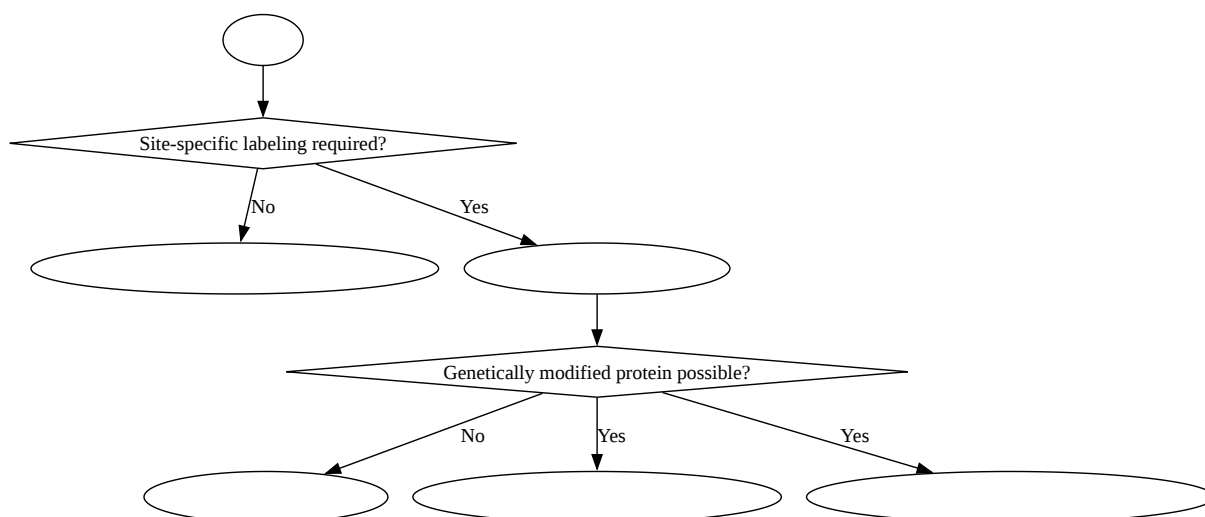 Site-specific labeling required?
No
Yes
Genetically modified protein possible?
No
Yes
Yes